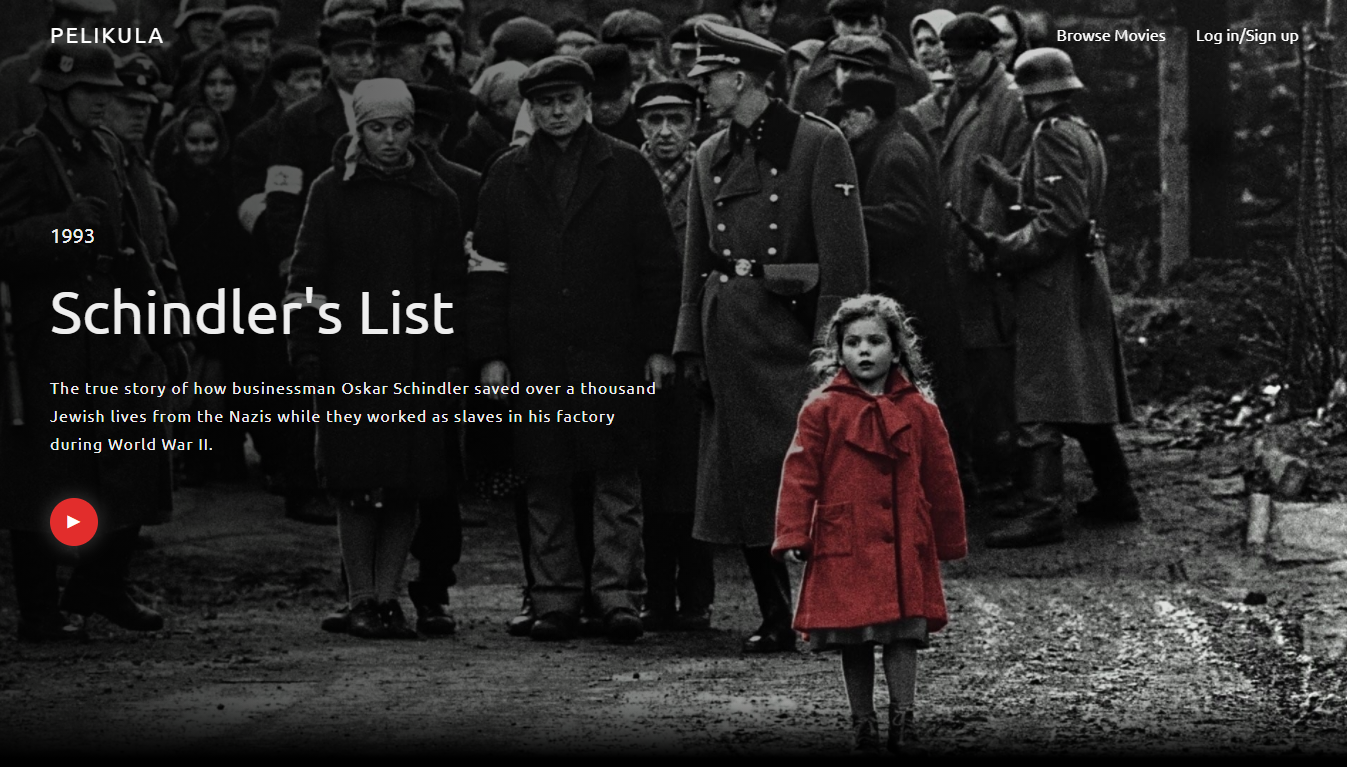 PELIKULA
Browse Movies
Log in/Sign up
1993
Schindler's List
The true story of how businessman Oskar Schindler saved over a thousand
Jewish lives from the Nazis while they worked as slaves in his factory
during World War II.